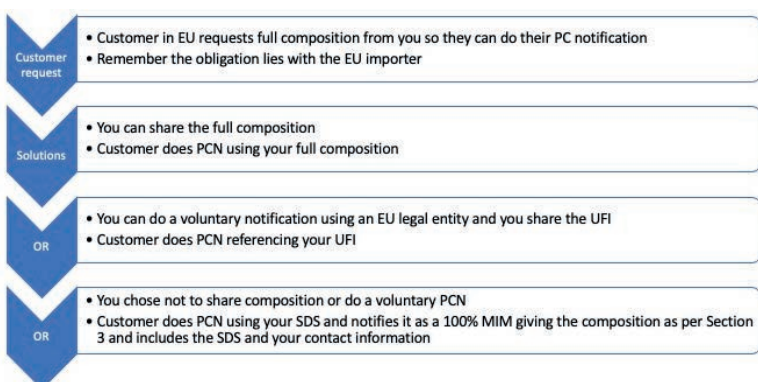 Customer
request
• Customer in EU requests full composition from you so they can do their PC notification
• Remember the obligation lies with the EU importer
Solutions
• You can share the full composition
• Customer does PCN using your full composition
OR
• You can do a voluntary notification using an EU legal entity and you share the UFI
• Customer does PCN referencing your UFI
OR
• You chose not to share composition or do a voluntary PCN
• Customer does PCN using your SDS and notifies it as a 100% MIM giving the composition as per Section
3 and includes the SDS and your contact information